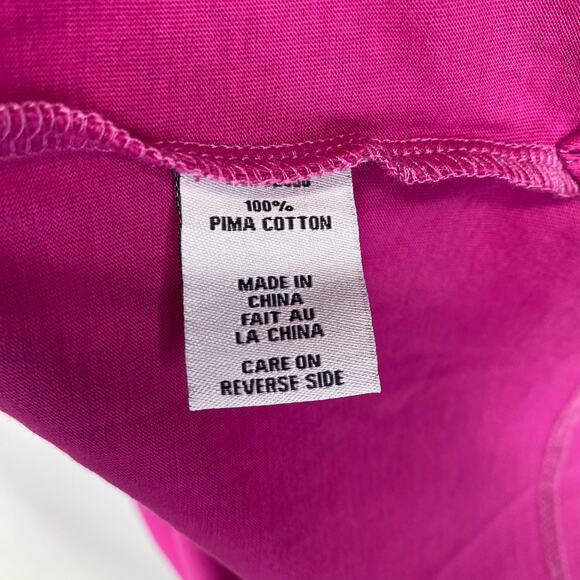 100%
PIMA COTTON
MADE IN
CHINA
FAIT AU
LA CHINA
CARE ON
REVERSE SIDE